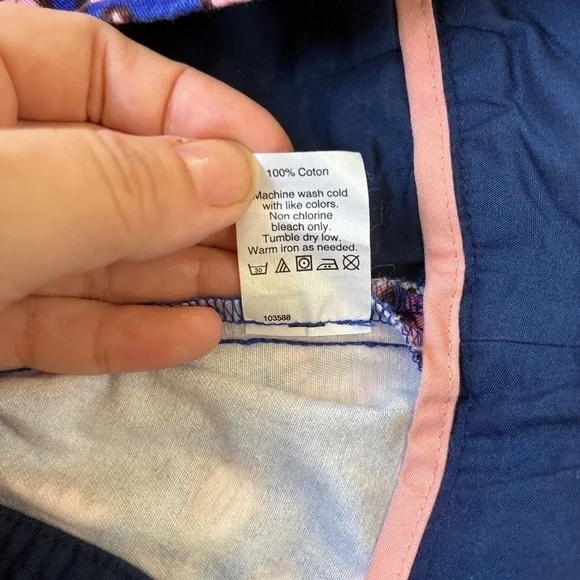 100% Coton
Machine wash cold
with like colors.
Non chlorine
bleach only.
Tumble dry low.
Warm iron as needed.
30
103588